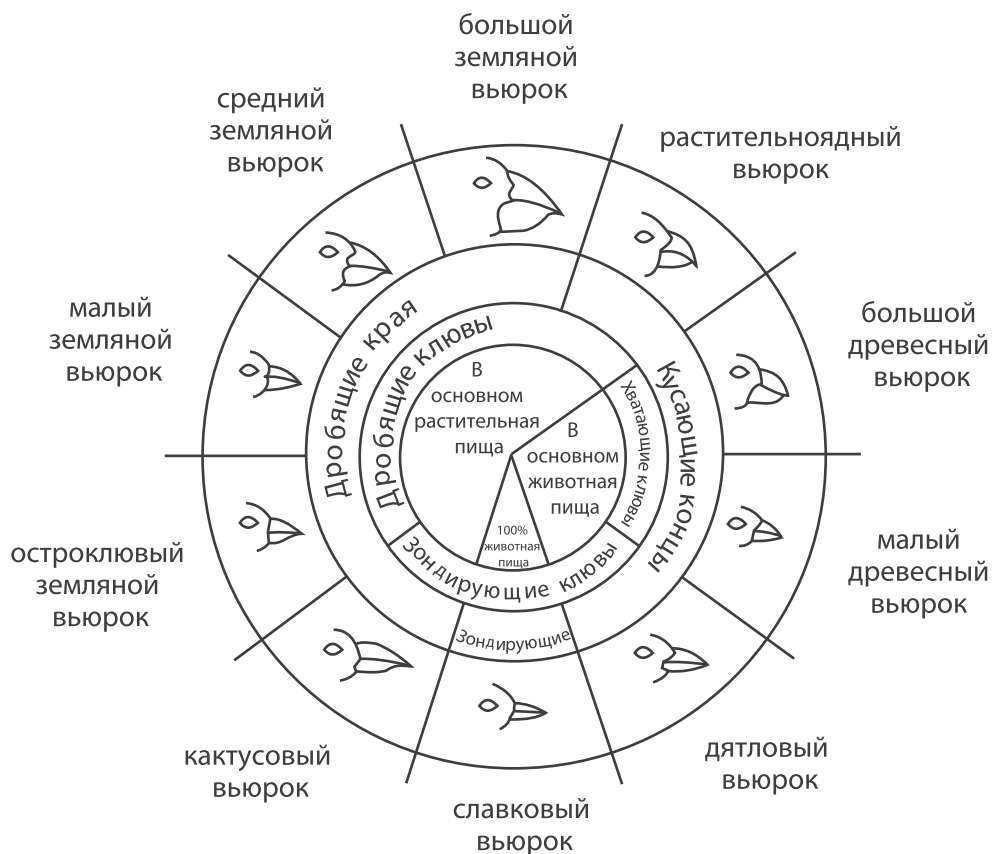 большой
земляной
вьюрок
средний
земляной
вьюрок
растительноядный
вьюрок
малый
земляной
вьюрок
большой
древесный
вьюрок
остроклювый
земляной
вьюрок
малый
древесный
вьюрок
кактусовый
вьюрок
славковый
вьюрок
дятловый
вьюрок
Дробящие края
Кусающие концы
Зондирующие
Дробящие клювы
Хватающие клювы
Зондирующие клювы
В
основном
растительная
пища
В
основном
животная
пища
100%
животная
пища